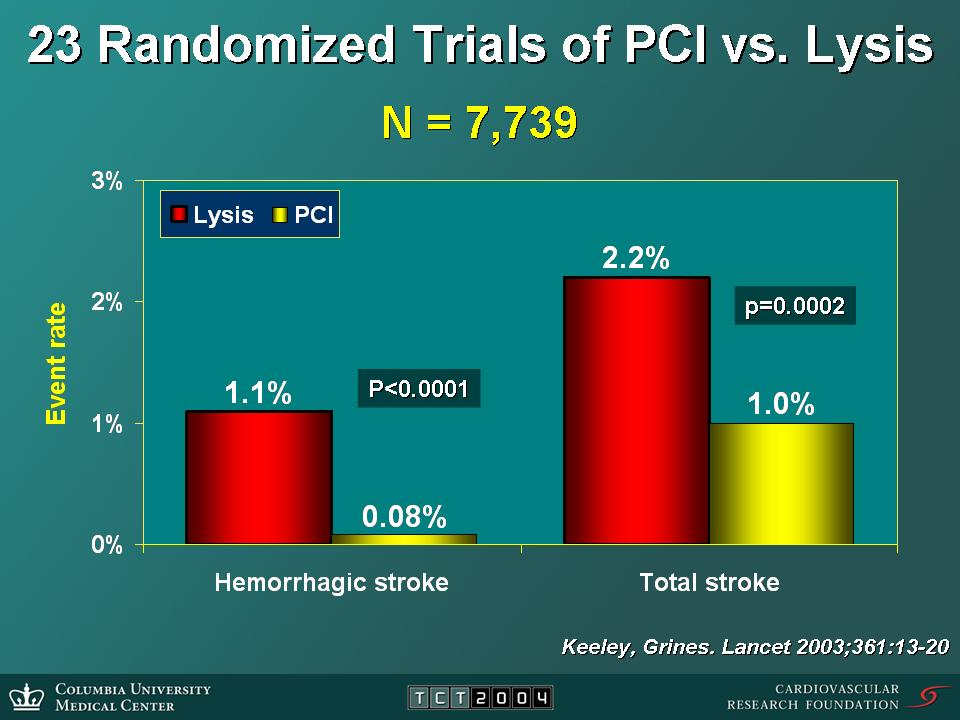 23 Randomized Trials of PCI vs. Lysis
N = 7,739
3%
2%
1%
0%
Event rate
Lysis PCI
1.1%
P<0.0001
0.08%
2.2%
p=0.0002
1.0%
Hemorrhagic stroke
Total stroke
Keeley, Grines. Lancet 2003;361:13-20
COLUMBIA UNIVERSITY
MEDICAL CENTER
TCT2004
CARDIOVASCULAR
RESEARCH FOUNDATION